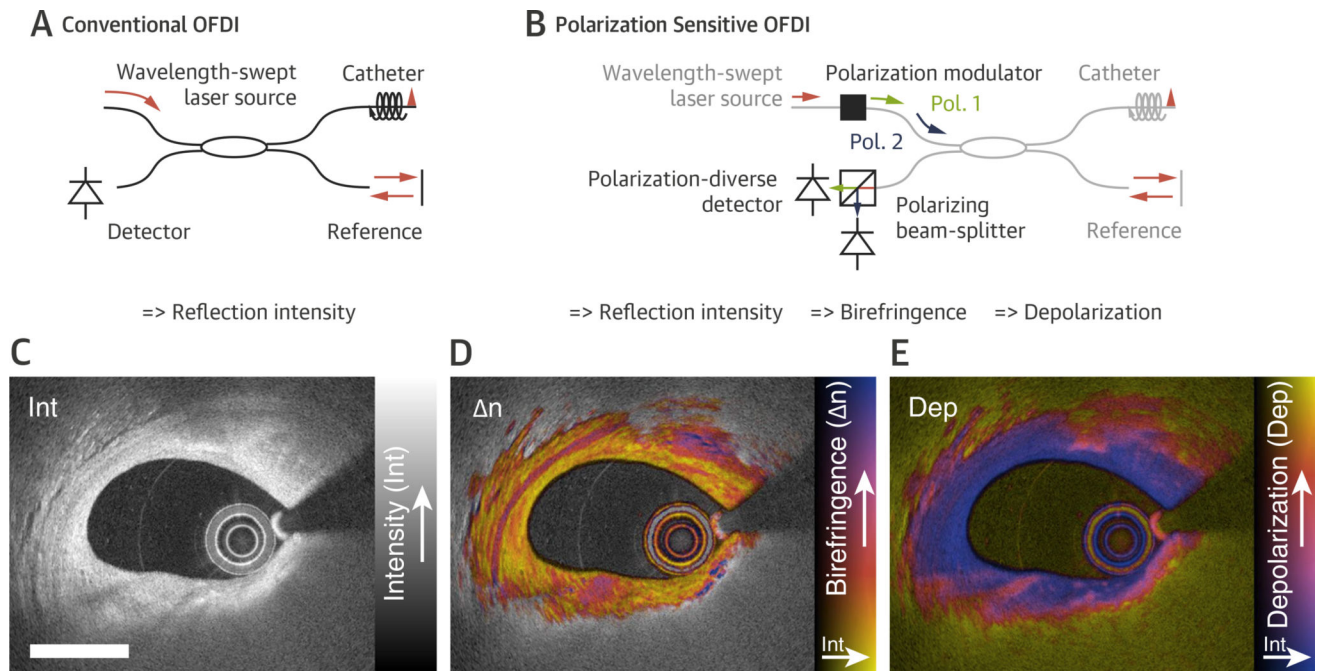 A Conventional OFDI
Wavelength-swept
laser source
Catheter
Detector
Reference
=> Reflection intensity
B Polarization Sensitive OFDI
Wavelength-swept
laser source
Polarization modulator
Catheter
Pol. 1
Pol. 2
Polarization-diverse
detector
Polarizing
beam-splitter
Reference
=> Reflection intensity
=> Birefringence
=> Depolarization
C
Int
Intensity (Int)
D
Δn
Birefringence (Δn)
Int
E
Dep
Depolarization (Dep)
Int